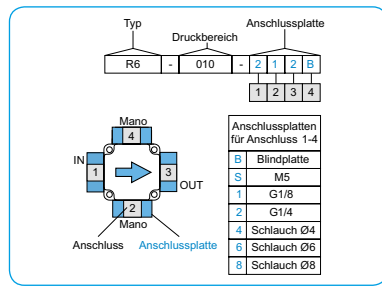 Typ
Druckbereich
Anschlussplatte
R6 - 010 - 2 1 2 B
1 2 3 4
Mano
4
IN
1
3
OUT
2
Mano
Anschluss Anschlussplatte
Anschlussplatten
für Anschluss 1-4
B Blindplatte
S M5
1 G1/8
2 G1/4
4 Schlauch Ø4
6 Schlauch Ø6
8 Schlauch Ø8